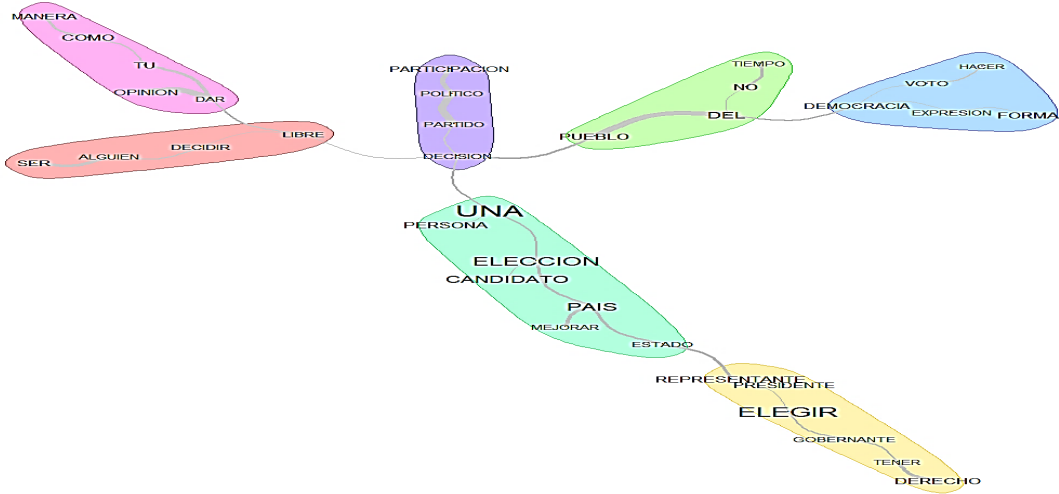 MANERA
COMO
TU
OPINION
DAR
LIBRE
DECIDIR
ALGUIEN
SER
PARTICIPACION
POLITICO
PARTIDO
DECISION
TIEMPO
NO
DEL
PUEBLO
HACER
VOTO
DEMOCRACIA
EXPRESION
FORMA
UNA
PERSONA
ELECCION
CANDIDATO
PAIS
MEJORAR
ESTADO
REPRESENTANTE
PRESIDENTE
ELEGIR
GOBERNANTE
TENER
DERECHO